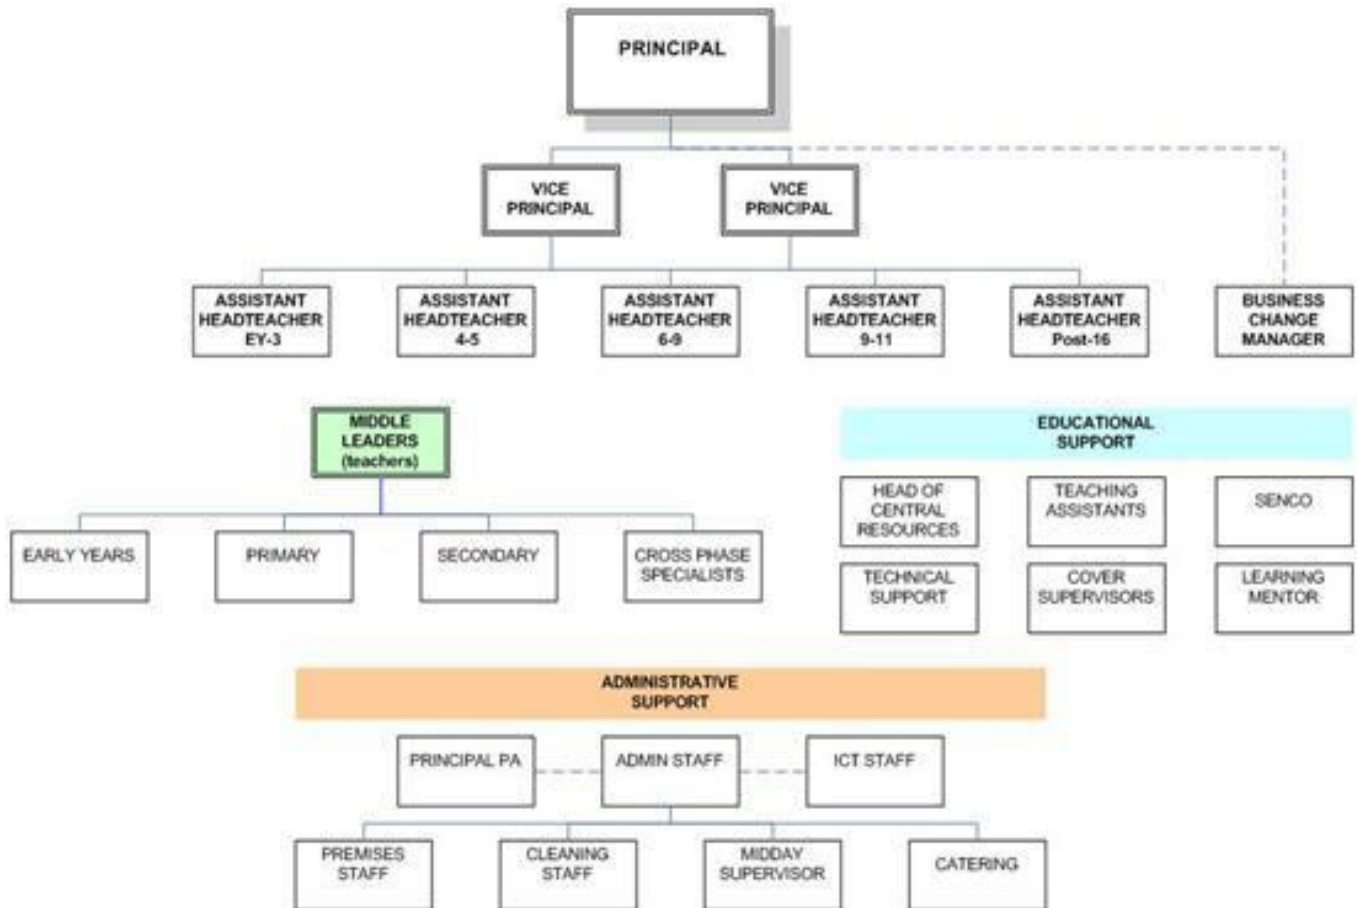 PRINCIPAL
VICE
PRINCIPAL
VICE
PRINCIPAL
ASSISTANT
HEADTEACHER
EY-3
ASSISTANT
HEADTEACHER
4-5
ASSISTANT
HEADTEACHER
6-9
ASSISTANT
HEADTEACHER
9-11
ASSISTANT
HEADTEACHER
Post-16
BUSINESS
CHANGE
MANAGER
MIDDLE
LEADERS
(teachers)
EARLY YEARS
PRIMARY
SECONDARY
CROSS PHASE
SPECIALISTS
EDUCATIONAL
SUPPORT
HEAD OF
CENTRAL
RESOURCES
TEACHING
ASSISTANTS
SENCO
TECHNICAL
SUPPORT
COVER
SUPERVISORS
LEARNING
MENTOR
ADMINISTRATIVE
SUPPORT
PRINCIPAL PA
ADMIN STAFF
ICT STAFF
PREMISES
STAFF
CLEANING
STAFF
MIDDAY
SUPERVISOR
CATERING